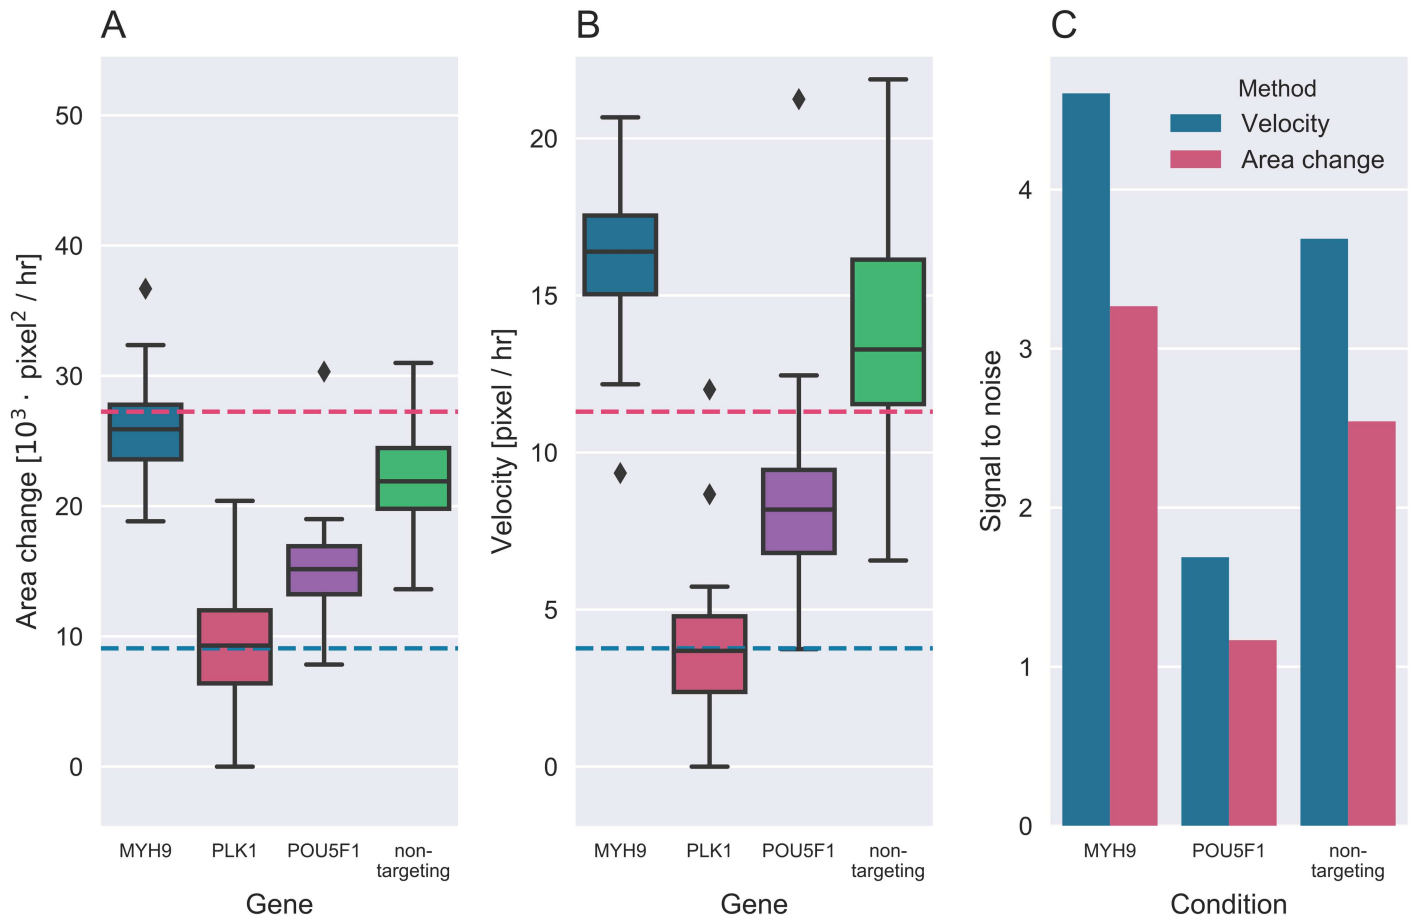 A
Area change [10³ · pixel² / hr]
50
40
30
20
10
0
MYH9
PLK1
POU5F1
non-
targeting
Gene
B
Velocity [pixel / hr]
20
15
10
5
0
MYH9
PLK1
POU5F1
non-
targeting
Gene
C
Signal to noise
4
3
2
1
0
Method
Velocity
Area change
MYH9
POU5F1
non-
targeting
Condition